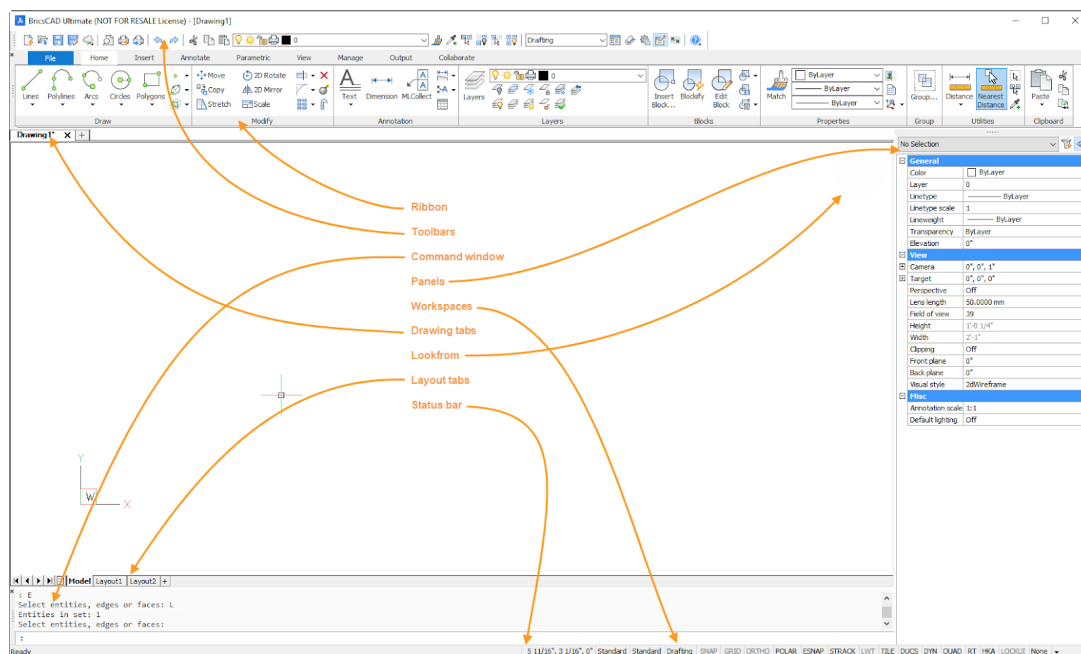 BricsCAD Ultimate (NOT FOR RESALE License) - [Drawing1]
0 Drafting
File Home Insert Annotate Parametric View Manage Output Collaborate
Move 2D Rotate
Copy 2D Mirror
Stretch Scale
Lines Polylines Arcs Circles Polygons
Text Dimension MLCollect
Layers
0
Insert Block... Blockify Edit Block
Match
ByLayer
ByLayer
ByLayer
Group...
Distance Nearest Distance
Paste
Draw Modify Annotation Layers Blocks Properties Group Utilities Clipboard
Drawing1*
No Selection
General
Color ByLayer
Layer 0
Linetype ByLayer
Linetype scale 1
Lineweight ByLayer
Transparency ByLayer
Elevation 0"
View
Camera 0", 0", 1"
Target 0", 0", 0"
Perspective Off
Lens length 50.0000 mm
Field of view 39
Height 1'-0 1/4"
Width 2'-1"
Clipping Off
Front plane 0"
Back plane 0"
Visual style 2dWireframe
Misc
Annotation scale 1:1
Default lighting Off
Ribbon
Toolbars
Command window
Panels
Workspaces
Drawing tabs
Lookfrom
Layout tabs
Status bar
Y
W
X
Model Layout1 Layout2
: E
Select entities, edges or faces: L
Entities in set: 1
Select entities, edges or faces:
:
Ready 5 11/16", 3 1/16", 0" Standard Standard Drafting SNAP GRID ORTHO POLAR ESNAP STRACK LWT TILE DUCS DYN QUAD RT HKA LOCKUI None